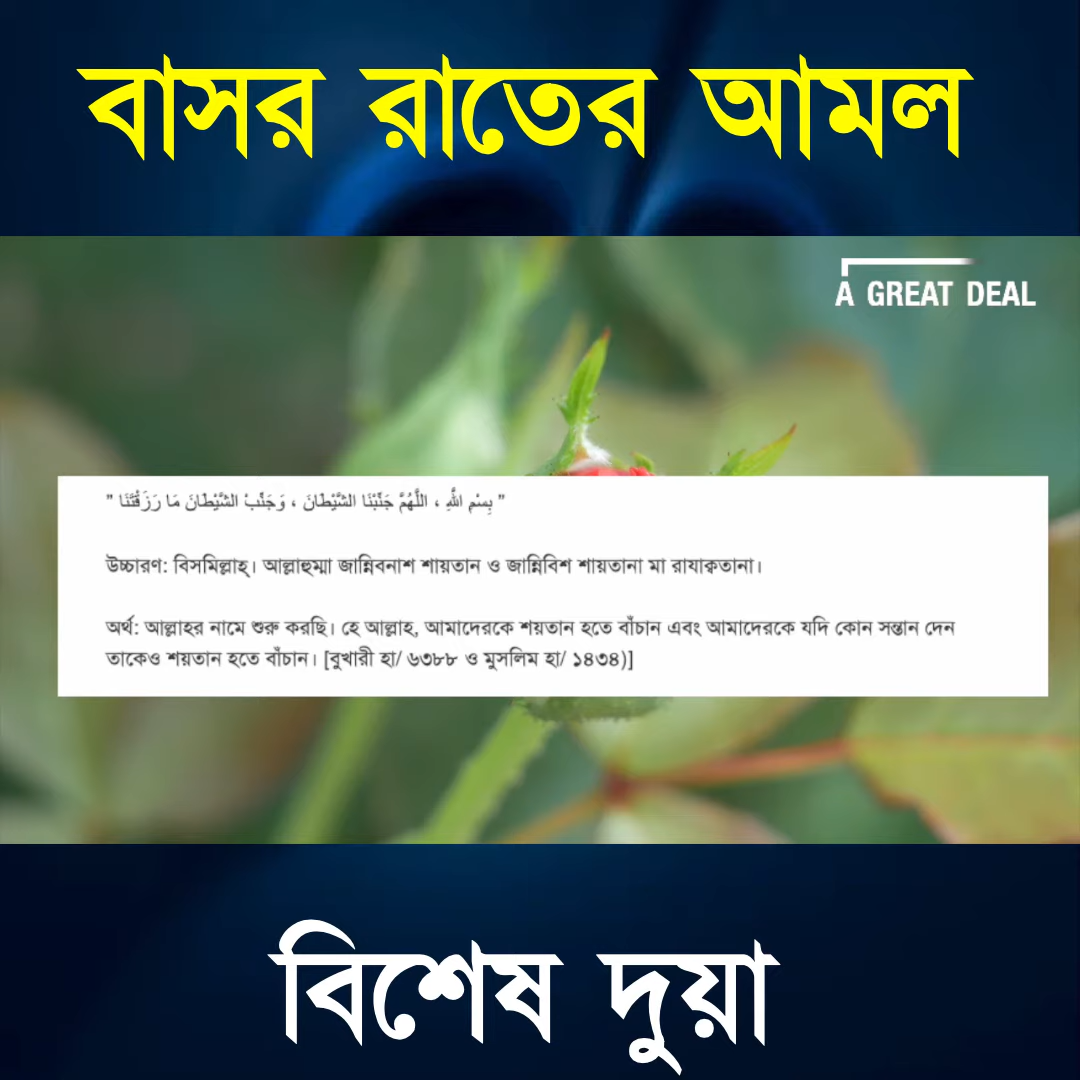 বাসর রাতের আমল
A GREAT DEAL
" بِسْمِ اللَّهِ ، اللَّهُمَّ جَنِّبْنَا الشَّيْطَانَ ، وَجَنِّبْ الشَّيْطَانَ مَا رَزَقْتَنَا "
উচ্চারণ: বিসমিল্লাহ্‌। আল্লাহুম্মা জান্নিবনাশ শায়তান ও জান্নিবিশ শায়তানা মা রাযাক্বতানা।
অর্থ: আল্লাহর নামে শুরু করছি। হে আল্লাহ, আমাদেরকে শয়তান হতে বাঁচান এবং আমাদেরকে যদি কোন সন্তান দেন
তাকেও শয়তান হতে বাঁচান। [বুখারী হা/ ৬৩৮৮ ও মুসলিম হা/ ১৪৩৪)]
বিশেষ দুয়া